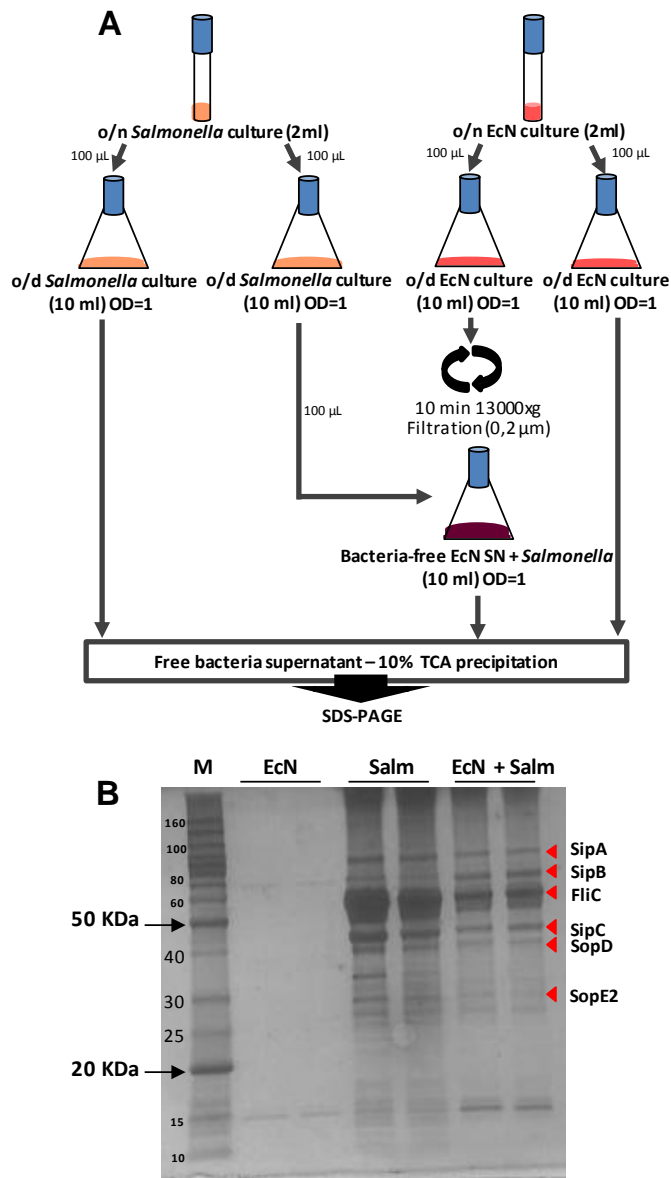 A
o/n Salmonella culture (2ml)
o/n EcN culture (2ml)
100 µL
100 µL
100 µL
100 µL
o/d Salmonella culture
(10 ml) OD=1
o/d Salmonella culture
(10 ml) OD=1
o/d EcN culture
(10 ml) OD=1
o/d EcN culture
(10 ml) OD=1
100 µL
10 min 13000xg
Filtration (0,2 µm)
Bacteria-free EcN SN + Salmonella
(10 ml) OD=1
Free bacteria supernatant – 10% TCA precipitation
SDS-PAGE
B
M
EcN
Salm
EcN + Salm
160
100
80
60
50 KDa
40
30
25
20 KDa
15
10
SipA
SipB
FliC
SipC
SopD
SopE2